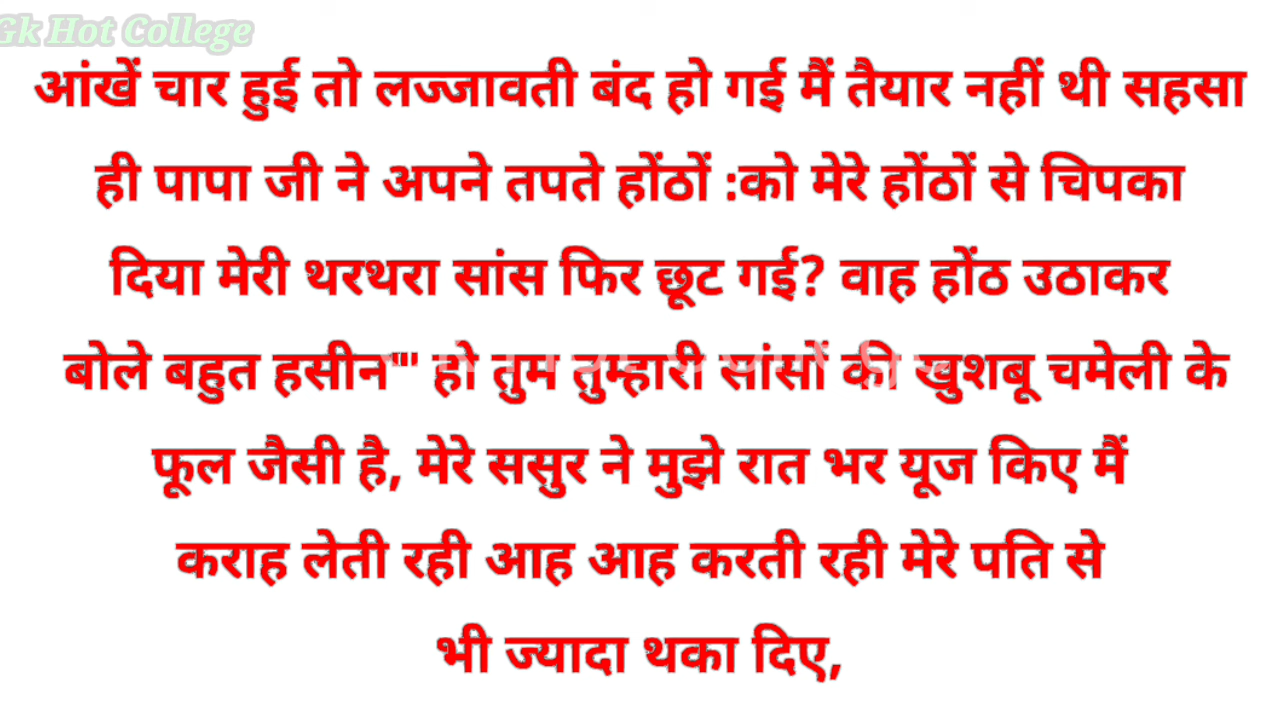 Gk Hot College
आंखें चार हुई तो लज्जावती बंद हो गई मैं तैयार नहीं थी सहसा
ही पापा जी ने अपने तपते होंठों :को मेरे होंठों से चिपका
दिया मेरी थरथरा सांस फिर छूट गई? वाह होंठ उठाकर
बोले बहुत हसीन"' हो तुम तुम्हारी सांसों की खुशबू चमेली के
फूल जैसी है, मेरे ससुर ने मुझे रात भर यूज किए मैं
कराह लेती रही आह आह करती रही मेरे पति से
भी ज्यादा थका दिए,